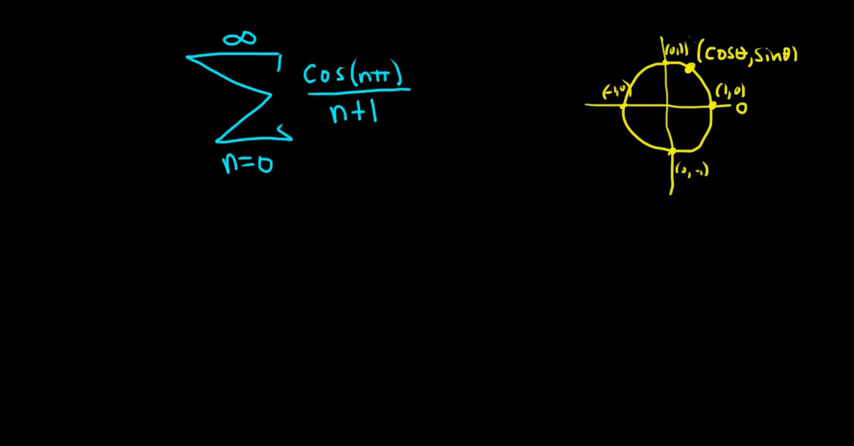 ∞
Σ cos(nπ)
n+1
n=0
(0,1) (cosθ, sinθ)
(-1,0) (1,0)
0
(0,-1)